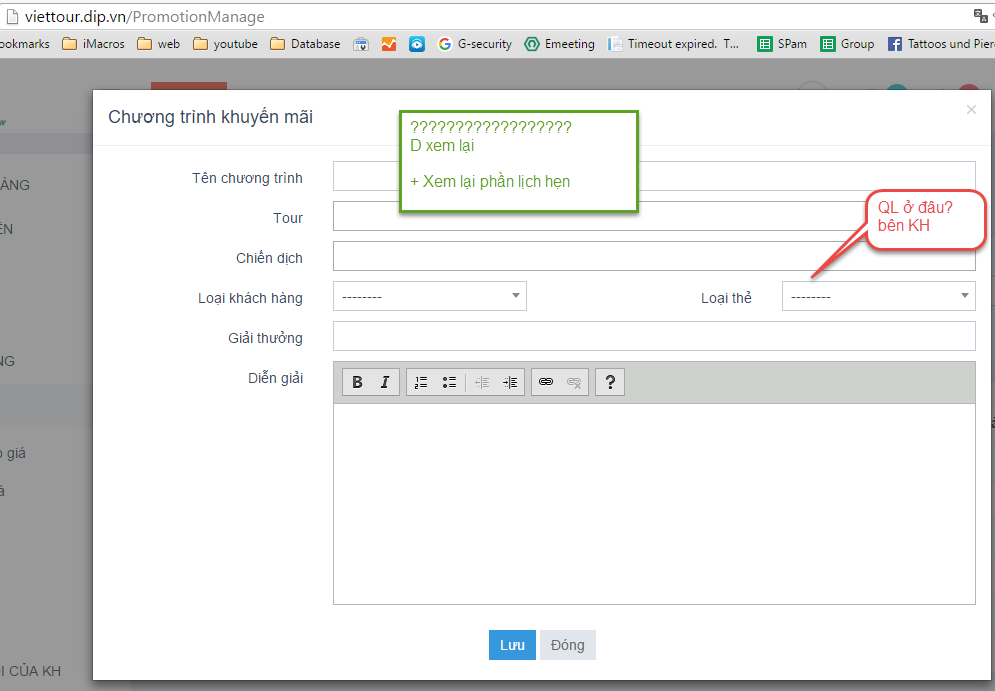 viettour.dip.vn/PromotionManage
ookmarks iMacros web youtube Database G-security Emeeting Timeout expired. T... SPam Group Tattoos und Pier
Chương trình khuyến mãi ×
??????????????????
D xem lại
+ Xem lại phần lịch hẹn
Tên chương trình
QL ở đâu?
bên KH
Tour
Chiến dịch
Loại khách hàng -------- Loại thẻ --------
Giải thưởng
Diễn giải
B I ?
Lưu Đóng
ÀNG
ÊN
NG
o giá
á
I CỦA KH